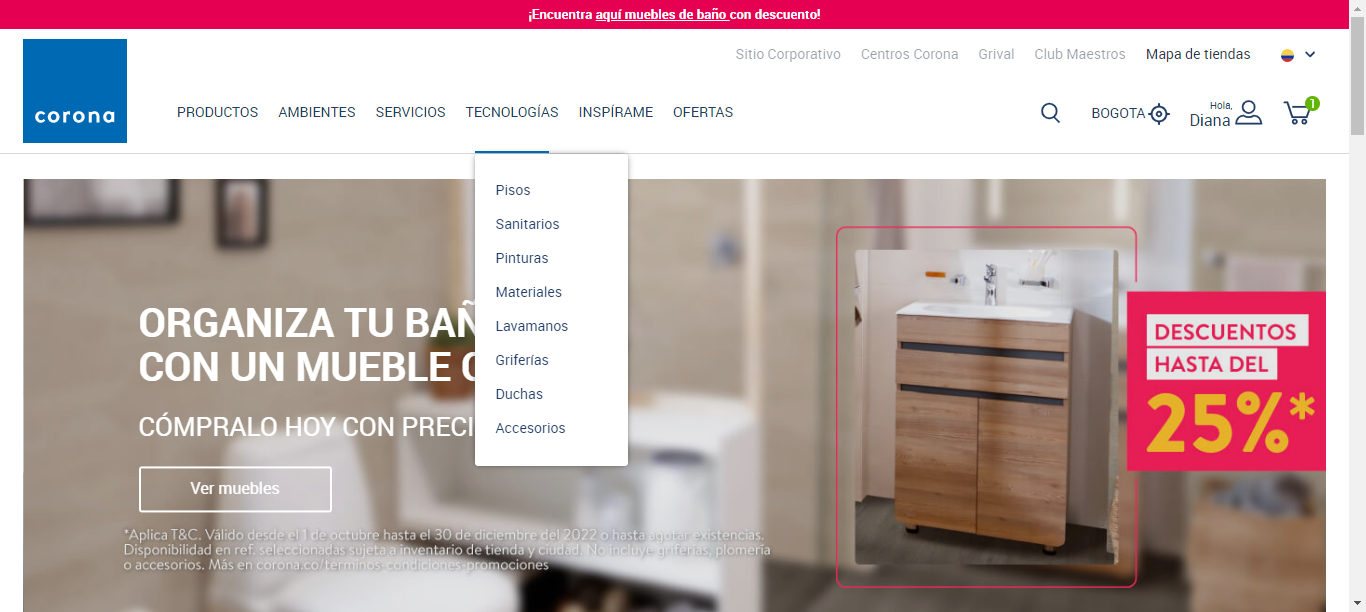 ¡Encuentra aquí muebles de baño con descuento!
Sitio Corporativo Centros Corona Grival Club Maestros Mapa de tiendas
corona
PRODUCTOS AMBIENTES SERVICIOS TECNOLOGÍAS INSPÍRAME OFERTAS
BOGOTA
Hola,
Diana
1
Pisos
Sanitarios
Pinturas
Materiales
Lavamanos
Griferías
Duchas
Accesorios
ORGANIZA TU BAÑ
CON UN MUEBLE
CÓMPRALO HOY CON PRECI
Ver muebles
*Aplica T&C. Válido desde el 1 de octubre hasta el 30 de diciembre del 2022 o hasta agotar existencias.
Disponibilidad en ref. seleccionadas sujeta a inventario de tienda y ciudad. No incluye griferías, plomería
o accesorios. Más en corona.co/terminos-condiciones-promociones
DESCUENTOS
HASTA DEL
25%*